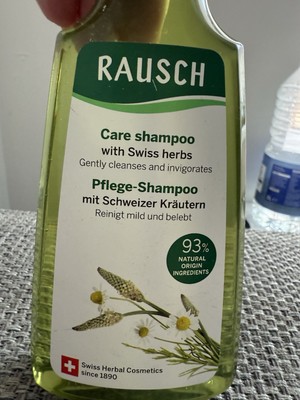 RAUSCH
Care shampoo
with Swiss herbs
Gently cleanses and invigorates
Pflege-Shampoo
mit Schweizer Kräutern
Reinigt mild und belebt
93%
NATURAL
ORIGIN
INGREDIENTS
Swiss Herbal Cosmetics
since 1890